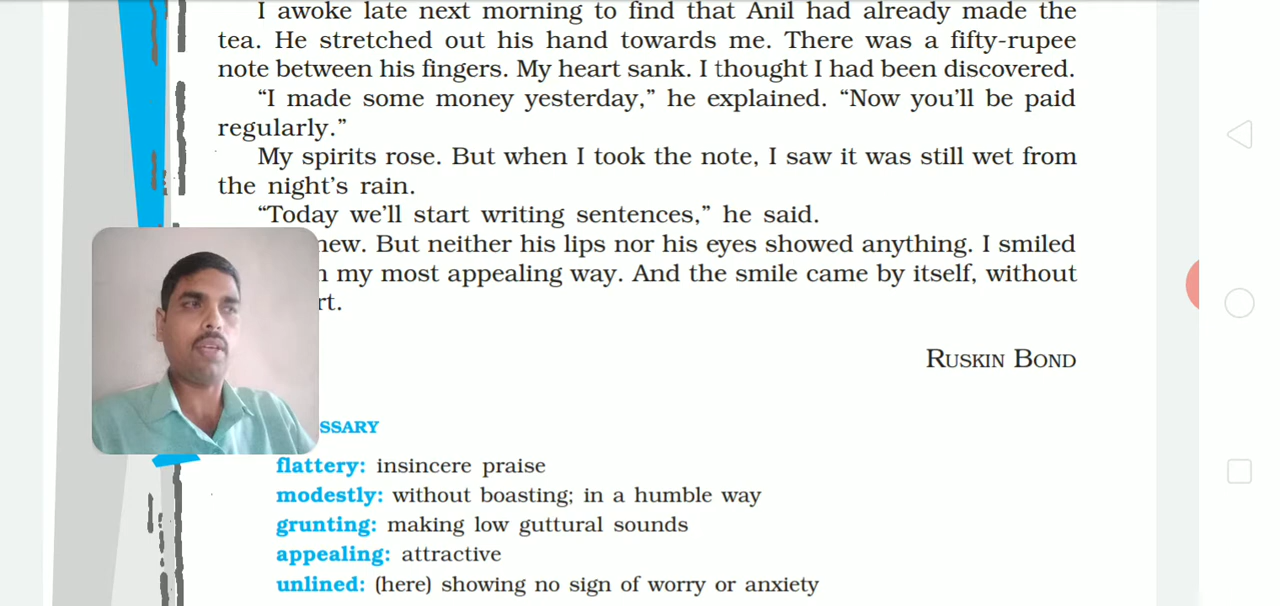 I awoke late next morning to find that Anil had already made the
tea. He stretched out his hand towards me. There was a fifty-rupee
note between his fingers. My heart sank. I thought I had been discovered.
“I made some money yesterday,” he explained. “Now you’ll be paid
regularly.”
My spirits rose. But when I took the note, I saw it was still wet from
the night’s rain.
“Today we’ll start writing sentences,” he said.
new. But neither his lips nor his eyes showed anything. I smiled
my most appealing way. And the smile came by itself, without
rt.
RUSKIN BOND
SSARY
flattery: insincere praise
modestly: without boasting; in a humble way
grunting: making low guttural sounds
appealing: attractive
unlined: (here) showing no sign of worry or anxiety